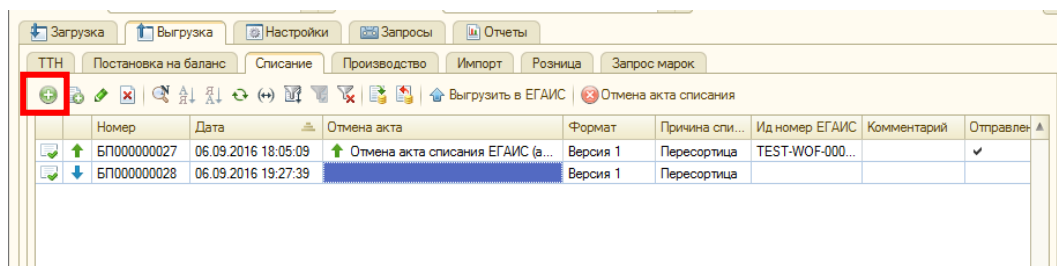 Загрузка Выгрузка Настройки Запросы Отчеты
ТТН Постановка на баланс Списание Производство Импорт Розница Запрос марок
Выгрузить в ЕГАИС Отмена акта списания
Номер Дата Отмена акта Формат Причина спи... Ид номер ЕГАИС Комментарий Отправлен
БП000000027 06.09.2016 18:05:09 Отмена акта списания ЕГАИС (а... Версия 1 Пересортица TEST-WOF-000...
БП000000028 06.09.2016 19:27:39 Версия 1 Пересортица